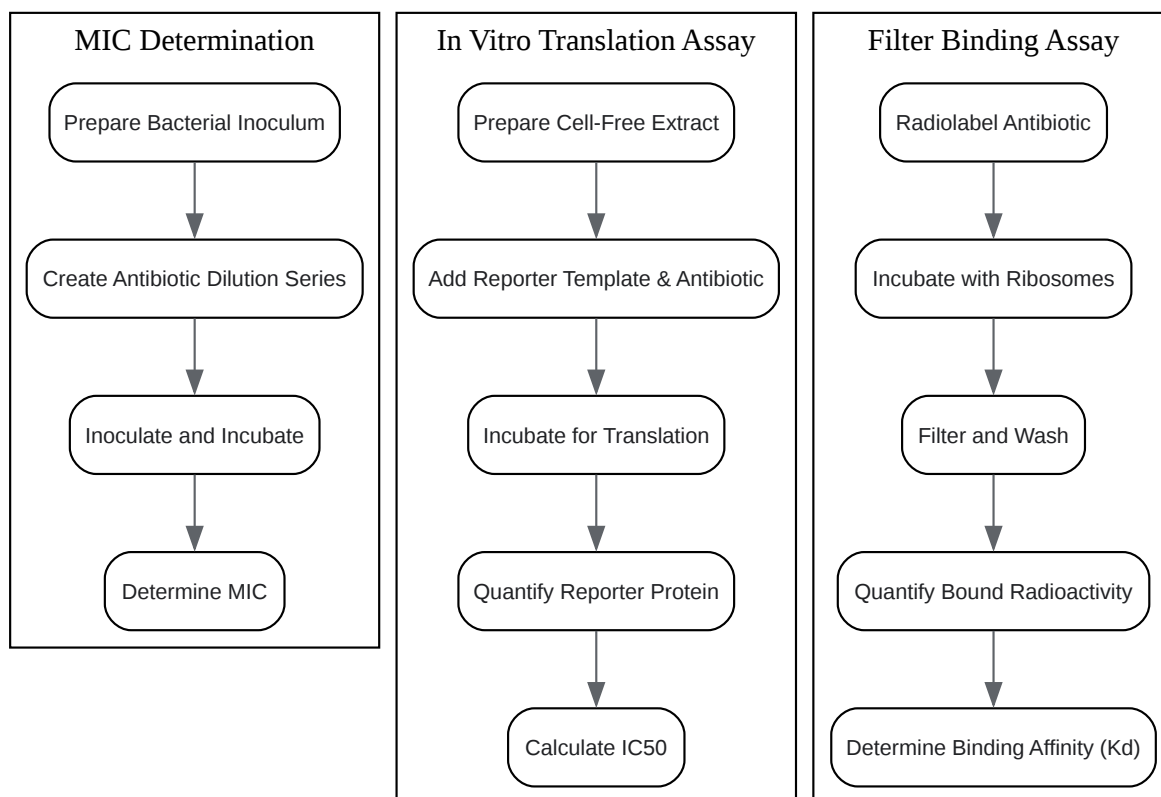 MIC Determination
Prepare Bacterial Inoculum
Create Antibiotic Dilution Series
Inoculate and Incubate
Determine MIC
In Vitro Translation Assay
Prepare Cell-Free Extract
Add Reporter Template & Antibiotic
Incubate for Translation
Quantify Reporter Protein
Calculate IC50
Filter Binding Assay
Radiolabel Antibiotic
Incubate with Ribosomes
Filter and Wash
Quantify Bound Radioactivity
Determine Binding Affinity (Kd)